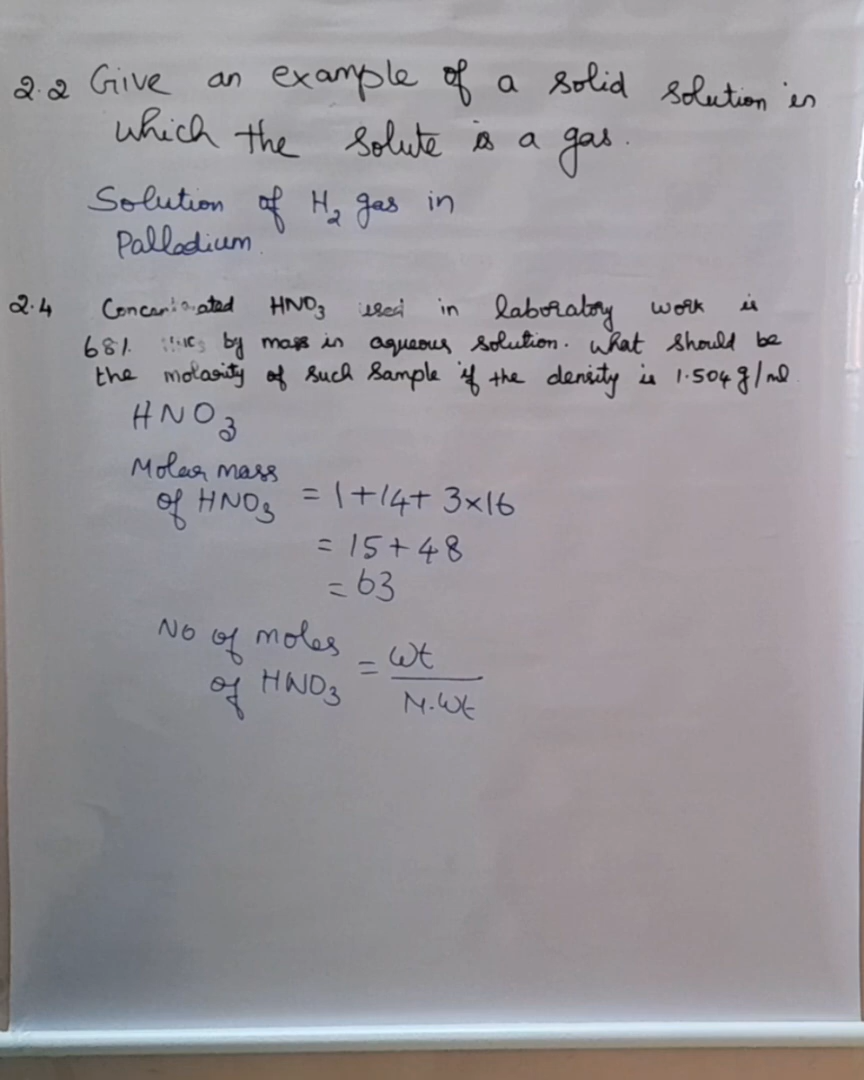 2.2 Give an example of a solid solution in
which the solute is a gas.
Solution of H₂ gas in
Palladium.
2.4 Concentrated HNO₃ used in laboratory work is
68% by mass in aqueous solution. What should be
the molarity of such sample if the density is 1.504 g/ml
HNO₃
Molar mass
of HNO₃ = 1+14+ 3×16
= 15+48
= 63
No of moles
of HNO₃ = wt
M.wt